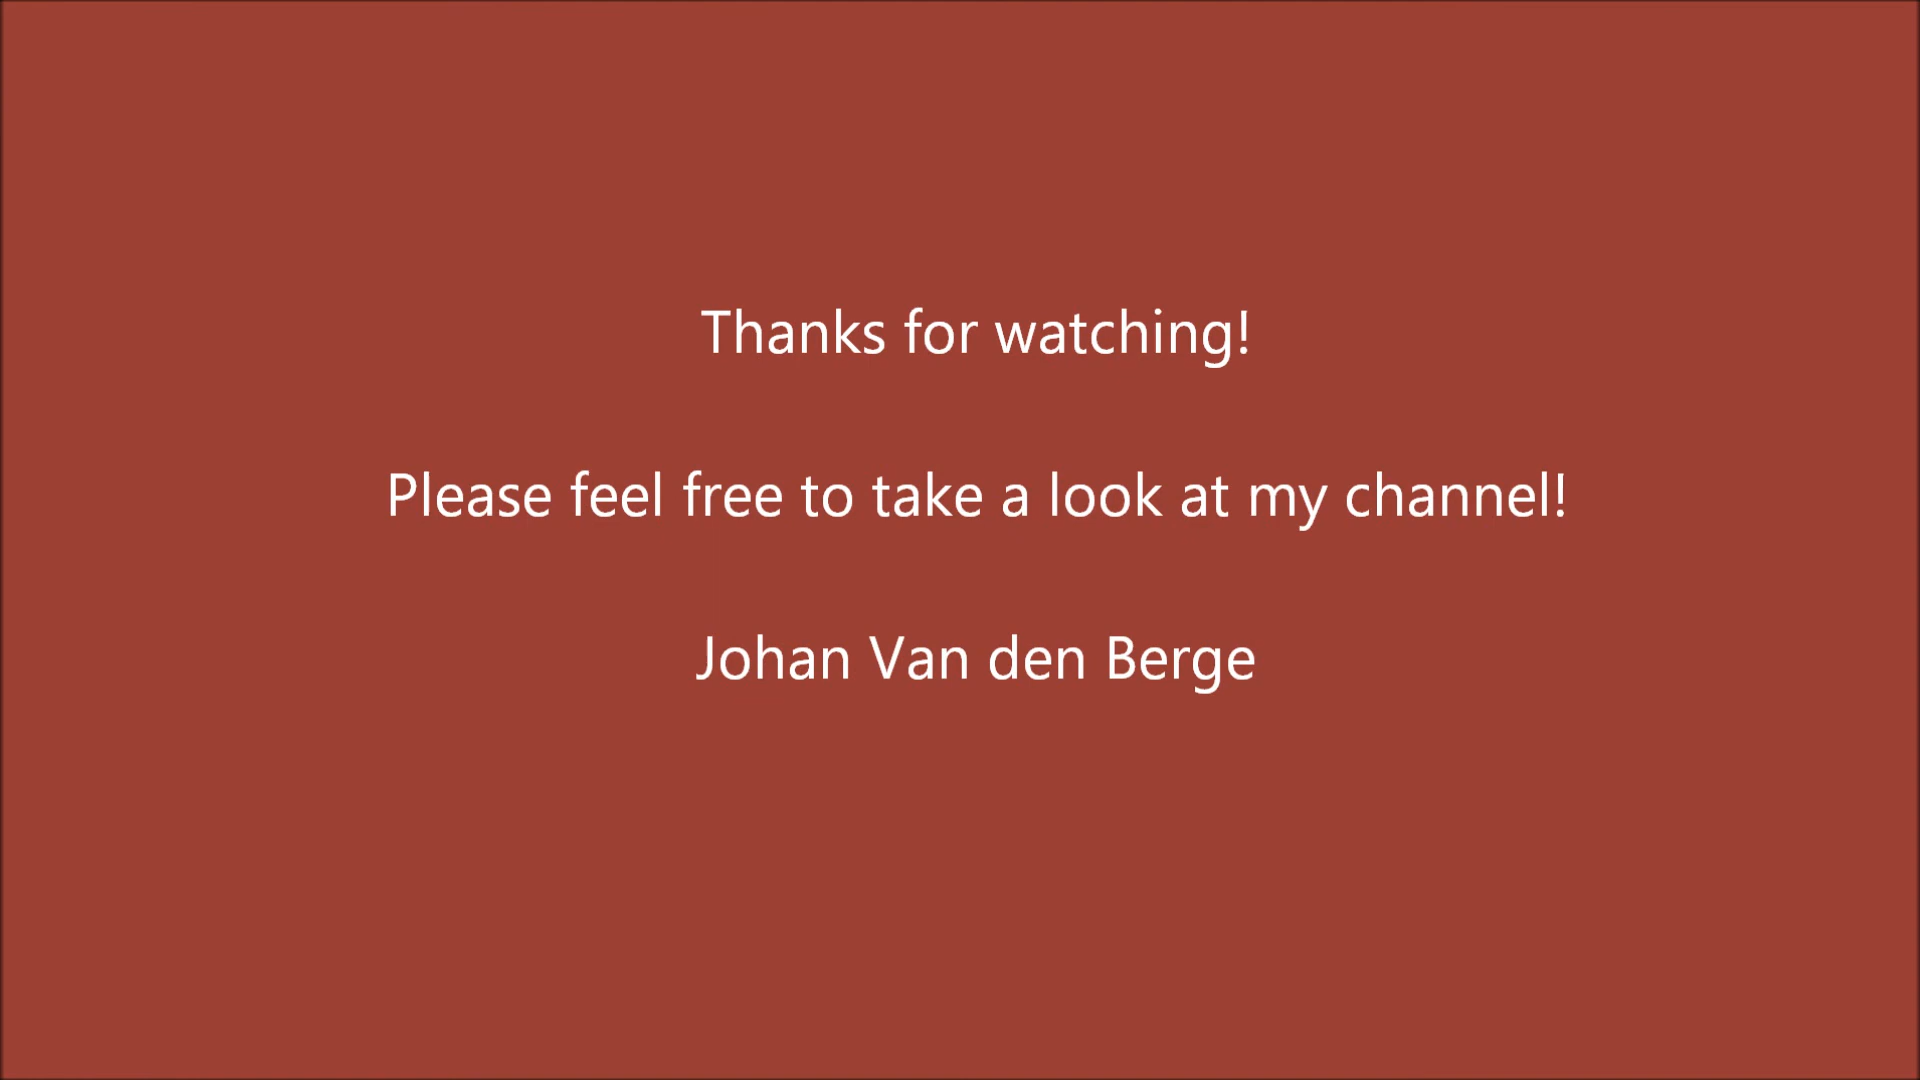 Thanks for watching!
Please feel free to take a look at my channel!
Johan Van den Berge